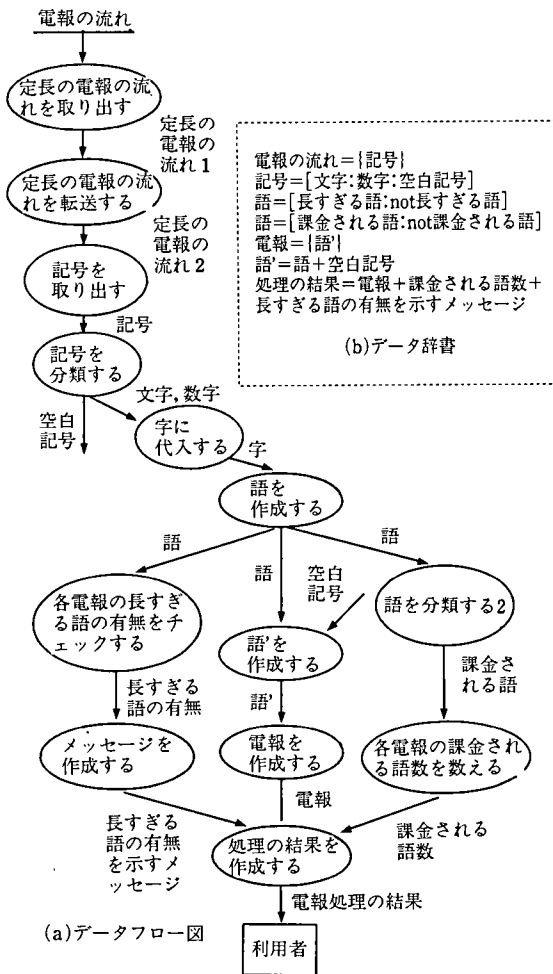 電報の流れ
定長の電報の流
れを取り出す
定長の
電報の
流れ1
定長の電報の流
れを転送する
定長の
電報の
流れ2
記号を
取り出す
記号
記号を
分類する
文字,数字
空白
記号
字に
代入する
字
語を
作成する
語
語
語
空白
記号
各電報の長すぎ
る語の有無をチ
ェックする
語'を
作成する
語を分類する2
長すぎる
語の有無
語'
課金さ
れる語
メッセージを
作成する
電報を
作成する
各電報の課金され
る語数を数える
長すぎる
語の有無
を示すメ
ッセージ
電報
課金される
語数
処理の結果を
作成する
電報処理の結果
(a)データフロー図
利用者
電報の流れ={記号}
記号=[文字:数字:空白記号]
語=[長すぎる語:not長すぎる語]
語=[課金される語:not課金される語]
電報={語'}
語'=語+空白記号
処理の結果=電報+課金される語数+
長すぎる語の有無を示すメッセージ
(b)データ辞書